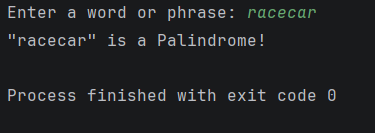 Enter a word or phrase: racecar
"racecar" is a Palindrome!
Process finished with exit code 0